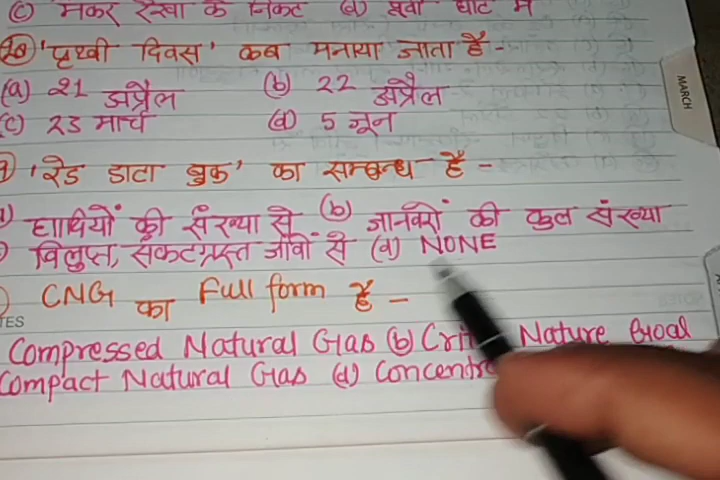 (c) मकर रेखा के निकट (d) पूर्वी घाट में
'पृथ्वी दिवस' कब मनाया जाता है -
(a) 21 अप्रैल (b) 22 अप्रैल
(c) 23 मार्च (d) 5 जून
'रेड डाटा बुक' का सम्बन्ध है -
की संख्या से (b) जानवरों की कुल संख्या
विलुप्त, संकटग्रस्त जीवों से (d) NONE
CNG का Full form है -
Compressed Natural Gas (b) Nature Goal
Compact Natural Gas (d)
MARCH